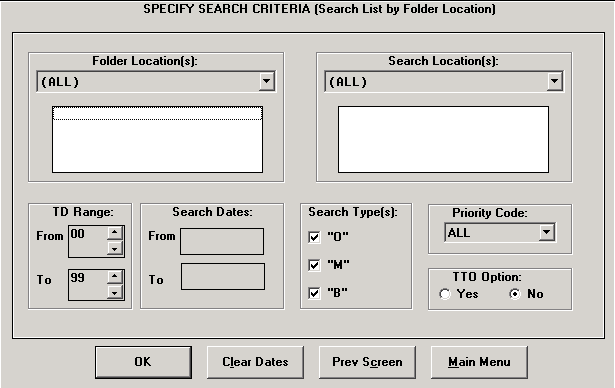 SPECIFY SEARCH CRITERIA (Search List by Folder Location)
Folder Location(s):
(ALL)
Search Location(s):
(ALL)
TD Range:
From 00
To 99
Search Dates:
From
To
Search Type(s):
"O"
"M"
"B"
Priority Code:
ALL
TTO Option:
Yes No
OK Clear Dates Prev Screen Main Menu